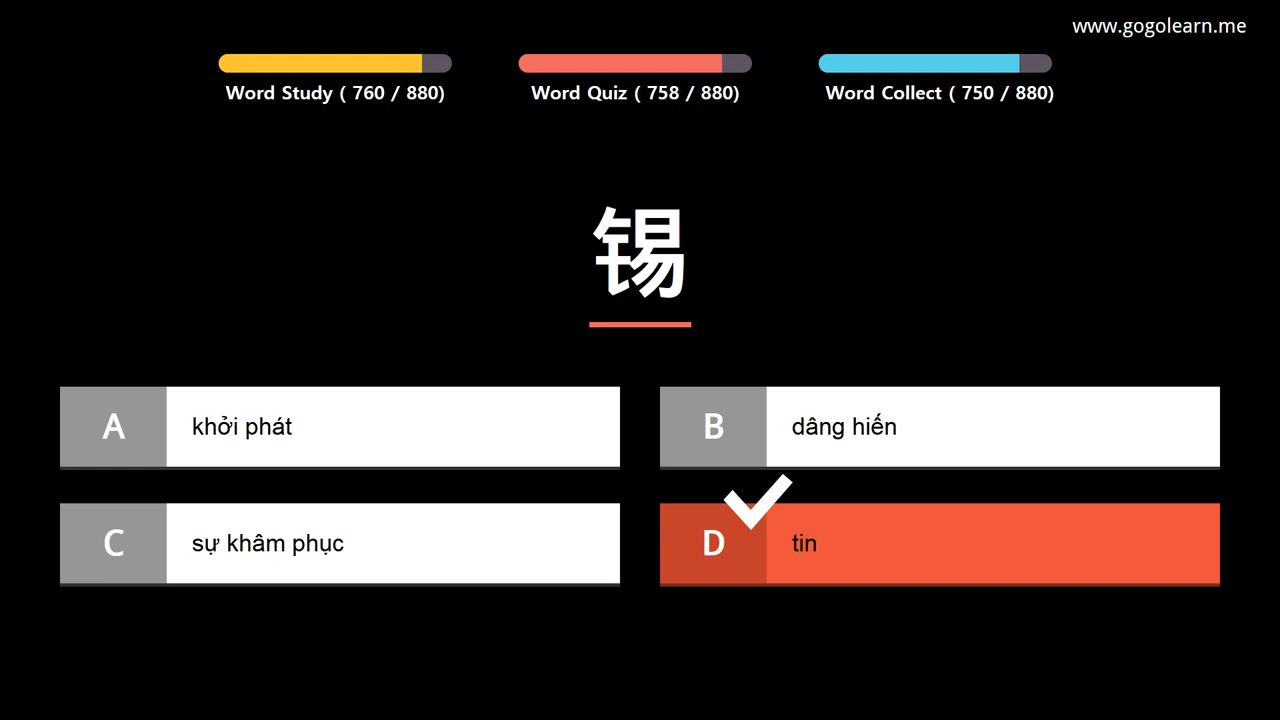 www.gogolearn.me
Word Study ( 760 / 880)
Word Quiz ( 758 / 880)
Word Collect ( 750 / 880)
锡
A khởi phát
B dâng hiến
C sự khâm phục
D tin